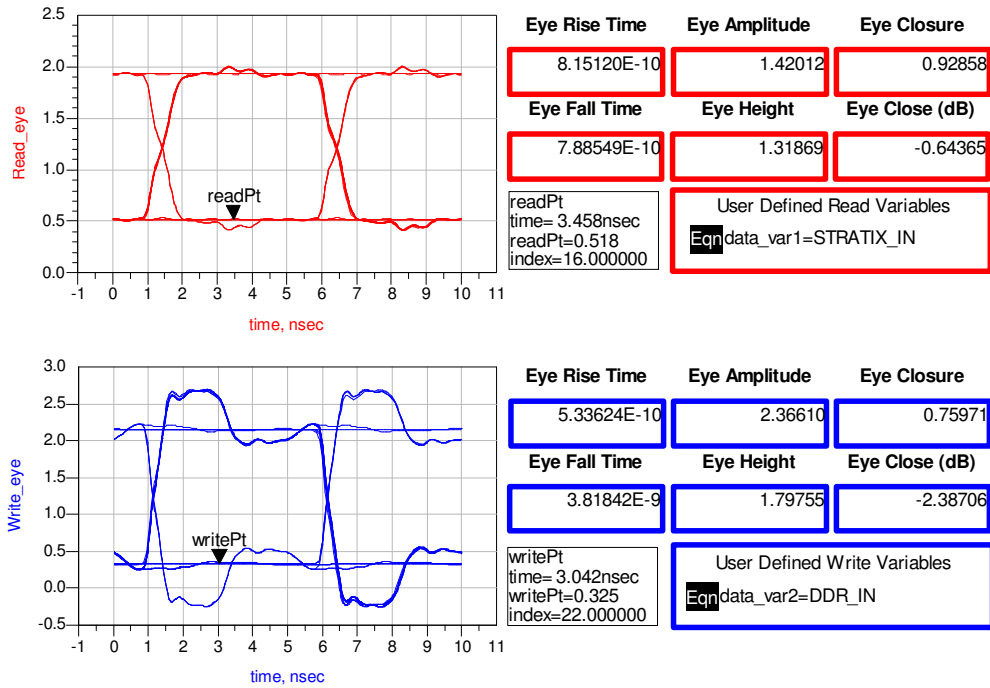 Read_eye
2.5
2.0
1.5
1.0
0.5
0.0
readPt
-1 0 1 2 3 4 5 6 7 8 9 10 11
time, nsec
Eye Rise Time Eye Amplitude Eye Closure
8.15120E-10 1.42012 0.92858
Eye Fall Time Eye Height Eye Close (dB)
7.88549E-10 1.31869 -0.64365
readPt
time= 3.458nsec
readPt=0.518
index=16.000000
User Defined Read Variables
Eqn data_var1=STRATIX_IN
Write_eye
3.0
2.5
2.0
1.5
1.0
0.5
0.0
-0.5
writePt
-1 0 1 2 3 4 5 6 7 8 9 10 11
time, nsec
Eye Rise Time Eye Amplitude Eye Closure
5.33624E-10 2.36610 0.75971
Eye Fall Time Eye Height Eye Close (dB)
3.81842E-9 1.79755 -2.38706
writePt
time= 3.042nsec
writePt=0.325
index=22.000000
User Defined Write Variables
Eqn data_var2=DDR_IN